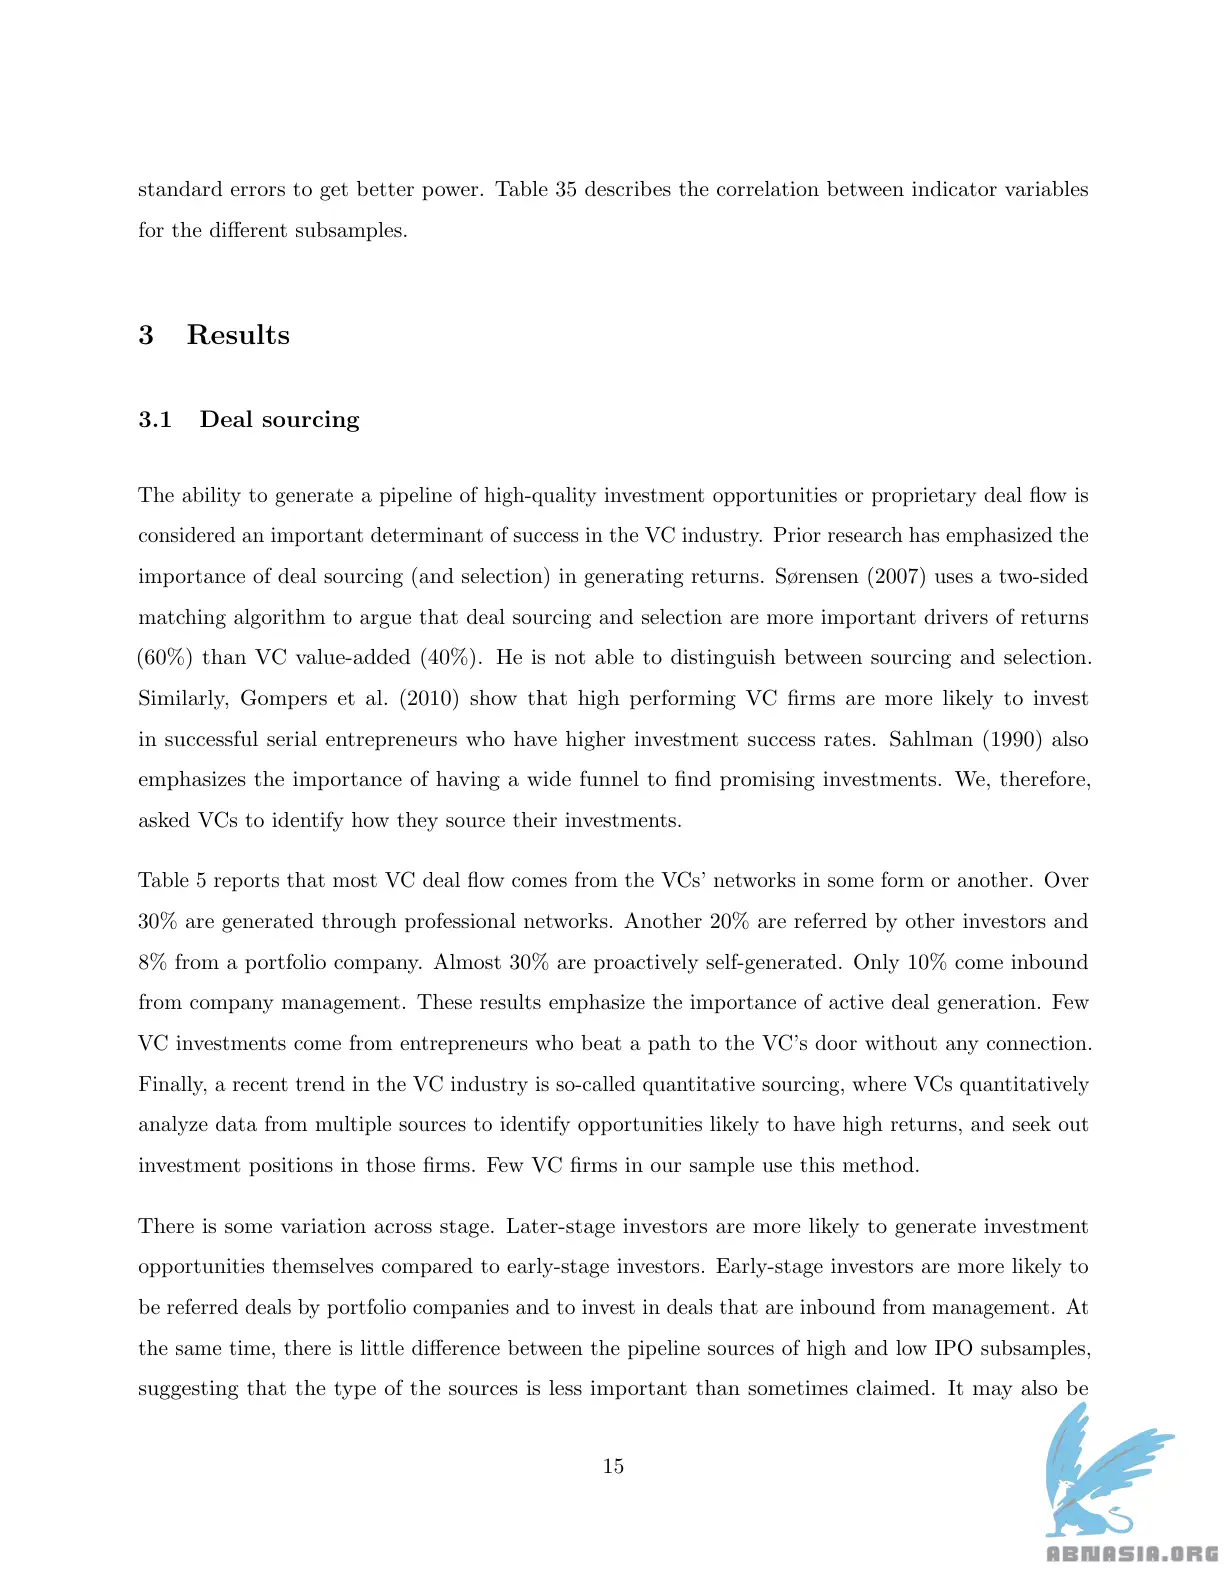 standard errors to get better power. Table 35 describes the correlation between indicator variables
for the different subsamples.
3 Results
3.1 Deal sourcing
The ability to generate a pipeline of high-quality investment opportunities or proprietary deal flow is
considered an important determinant of success in the VC industry. Prior research has emphasized the
importance of deal sourcing (and selection) in generating returns. Sørensen (2007) uses a two-sided
matching algorithm to argue that deal sourcing and selection are more important drivers of returns
(60%) than VC value-added (40%). He is not able to distinguish between sourcing and selection.
Similarly, Gompers et al. (2010) show that high performing VC firms are more likely to invest
in successful serial entrepreneurs who have higher investment success rates. Sahlman (1990) also
emphasizes the importance of having a wide funnel to find promising investments. We, therefore,
asked VCs to identify how they source their investments.
Table 5 reports that most VC deal flow comes from the VCs' networks in some form or another. Over
30% are generated through professional networks. Another 20% are referred by other investors and
8% from a portfolio company. Almost 30% are proactively self-generated. Only 10% come inbound
from company management. These results emphasize the importance of active deal generation. Few
VC investments come from entrepreneurs who beat a path to the VC's door without any connection.
Finally, a recent trend in the VC industry is so-called quantitative sourcing, where VCs quantitatively
analyze data from multiple sources to identify opportunities likely to have high returns, and seek out
investment positions in those firms. Few VC firms in our sample use this method.
There is some variation across stage. Later-stage investors are more likely to generate investment
opportunities themselves compared to early-stage investors. Early-stage investors are more likely to
be referred deals by portfolio companies and to invest in deals that are inbound from management. At
the same time, there is little difference between the pipeline sources of high and low IPO subsamples,
suggesting that the type of the sources is less important than sometimes claimed. It may also be
15
ABNASIA.ORG